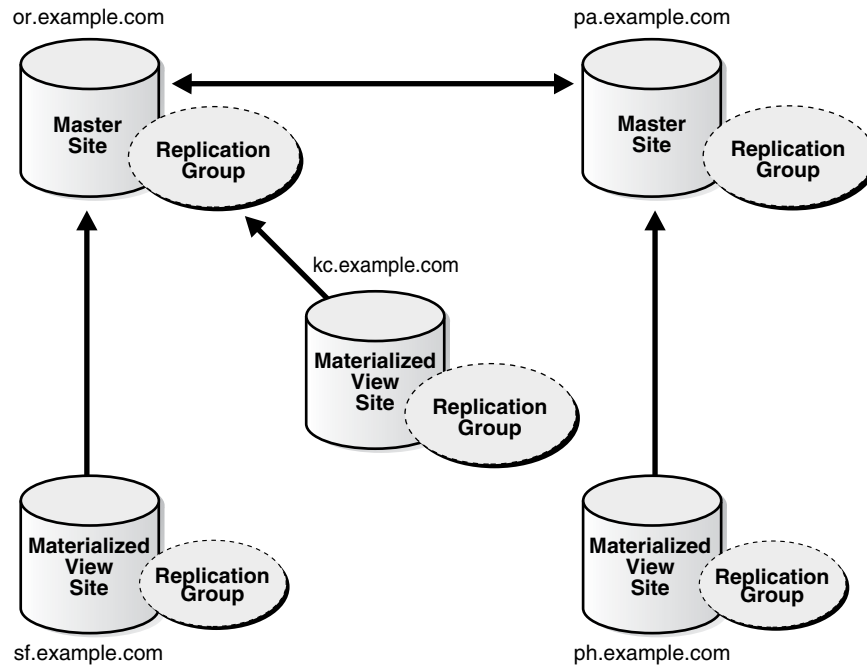 or.example.com
Master
Site
Replication
Group
pa.example.com
Master
Site
Replication
Group
kc.example.com
Materialized
View
Site
Replication
Group
Materialized
View
Site
Replication
Group
sf.example.com
Materialized
View
Site
Replication
Group
ph.example.com